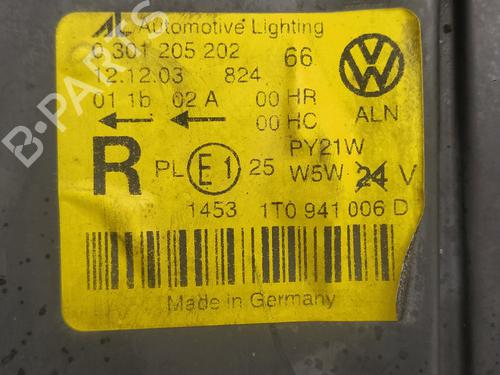 AL Automotive Lighting
0 301 205 202 66
12.12.03 824
01 1b 02 A 00 HR
00 HC
ALN
R PL E1 25
PY21W
W5W 24 V
1453 1T0 941 006 D
Made in Germany
B-PARTS